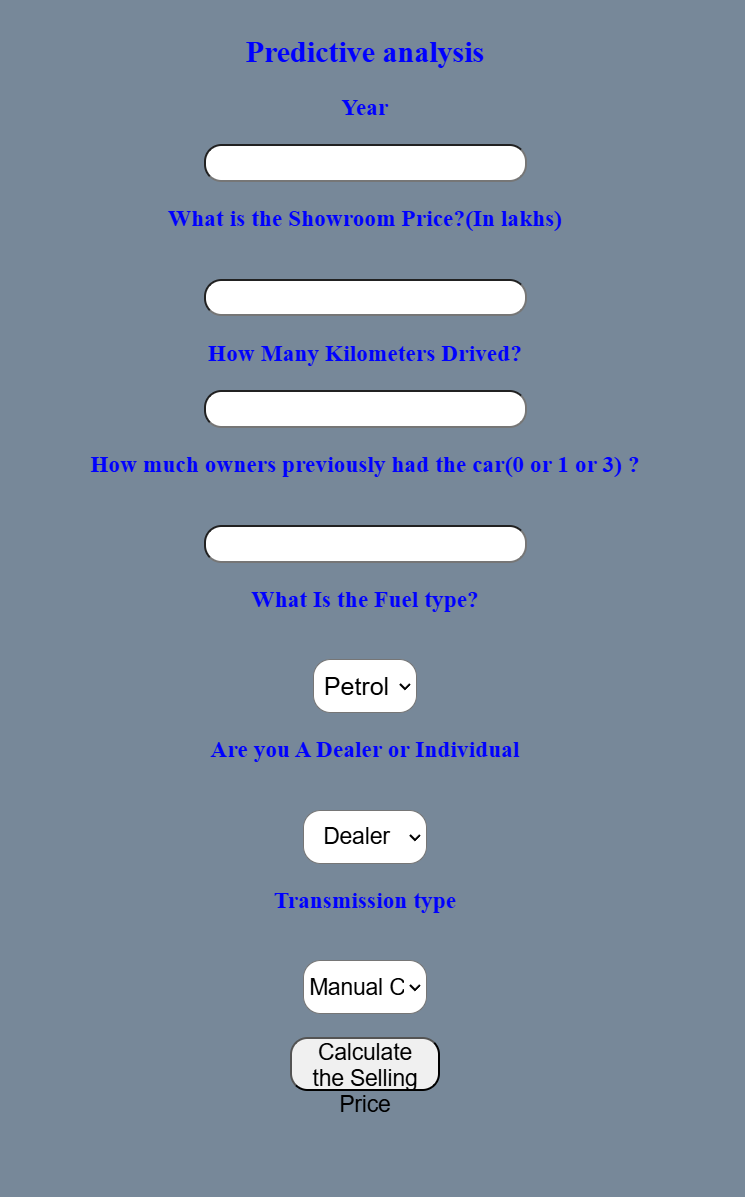 Predictive analysis
Year
What is the Showroom Price?(In lakhs)
How Many Kilometers Drived?
How much owners previously had the car(0 or 1 or 3) ?
What Is the Fuel type?
Petrol
Are you A Dealer or Individual
Dealer
Transmission type
Manual C
Calculate
the Selling
Price